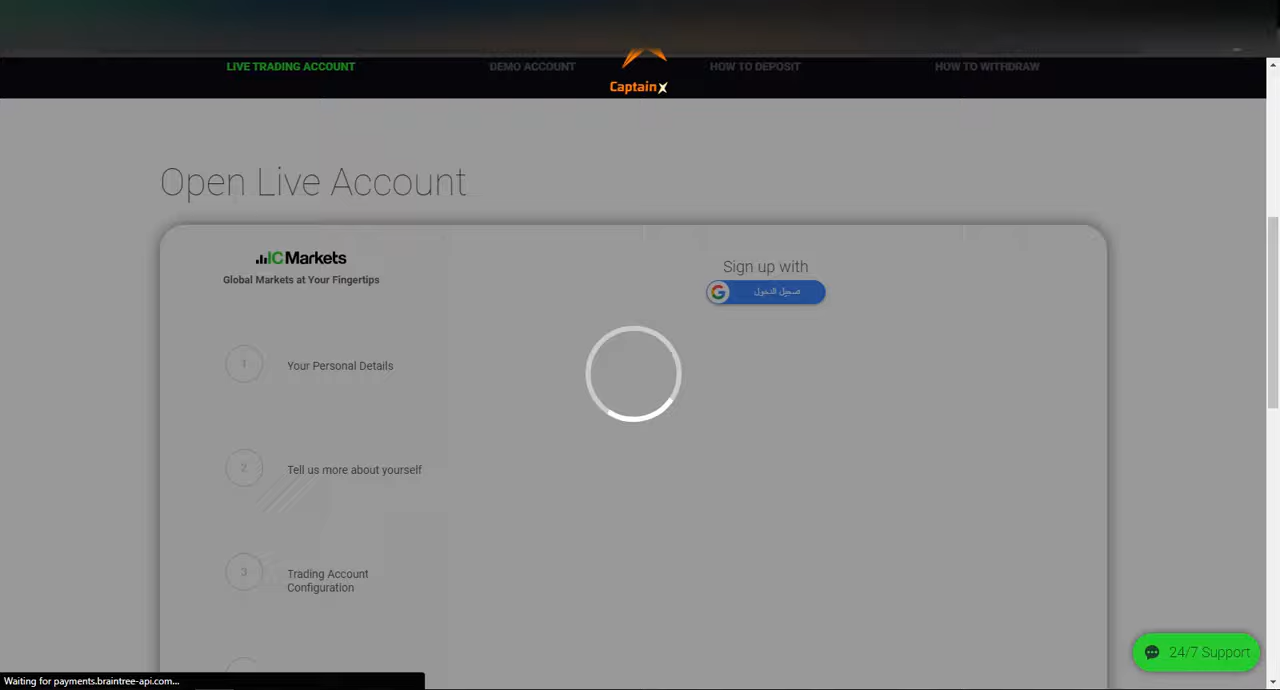 LIVE TRADING ACCOUNT
DEMO ACCOUNT
HOW TO DEPOSIT
HOW TO WITHDRAW
CaptainX
Open Live Account
ICMarkets
Global Markets at Your Fingertips
Sign up with
تسجيل الدخول
1
Your Personal Details
2
Tell us more about yourself
3
Trading Account
Configuration
24/7 Support
Waiting for payments.braintree-api.com...